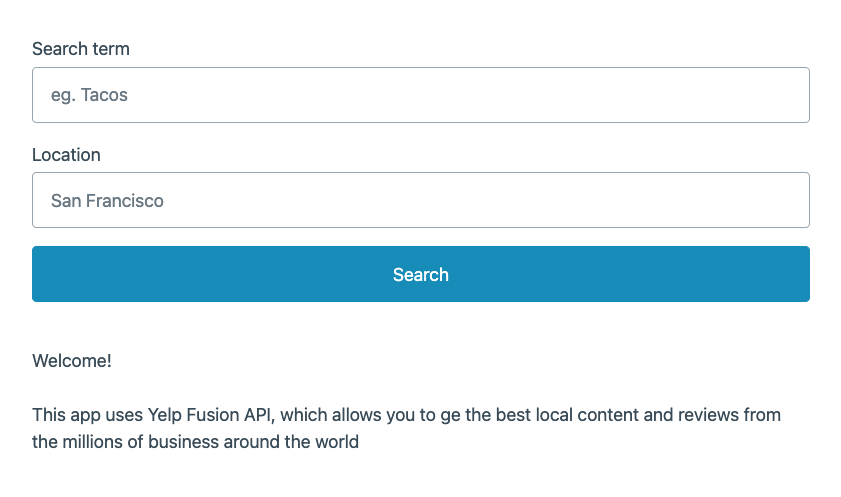 Search term
eg. Tacos
Location
San Francisco
Search
Welcome!
This app uses Yelp Fusion API, which allows you to ge the best local content and reviews from
the millions of business around the world